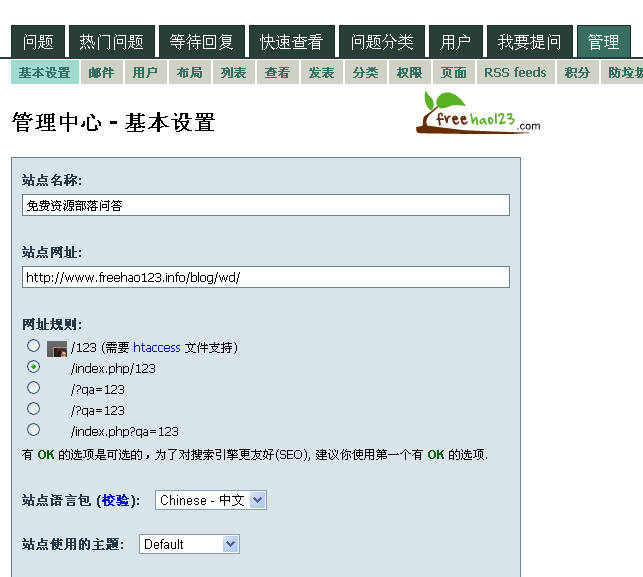 问题 热门问题 等待回复 快速查看 问题分类 用户 我要提问 管理
基本设置 邮件 用户 布局 列表 查看 发表 分类 权限 页面 RSS feeds 积分 防垃圾
管理中心 - 基本设置
freehao123.com
站点名称:
免费资源部落问答
站点网址:
http://www.freehao123.info/blog/wd/
网址规则:
/123 (需要 htaccess 文件支持)
/index.php/123
/?qa=123
/?qa=123
/index.php?qa=123
有 OK 的选项是可选的，为了对搜索引擎更友好(SEO), 建议你使用第一个有 OK 的选项.
站点语言包 (校验): Chinese - 中文
站点使用的主题: Default